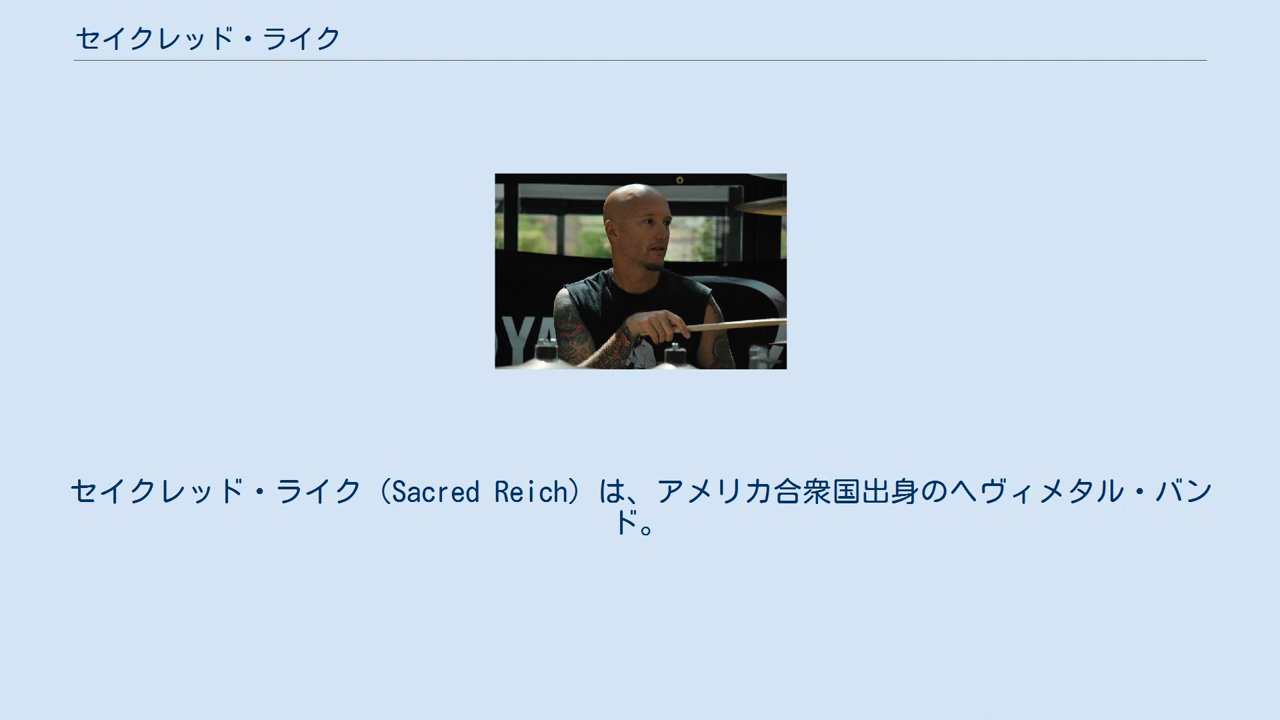 セイクレッド・ライク
YA
セイクレッド・ライク（Sacred Reich）は、アメリカ合衆国出身のヘヴィメタル・バン
ド。